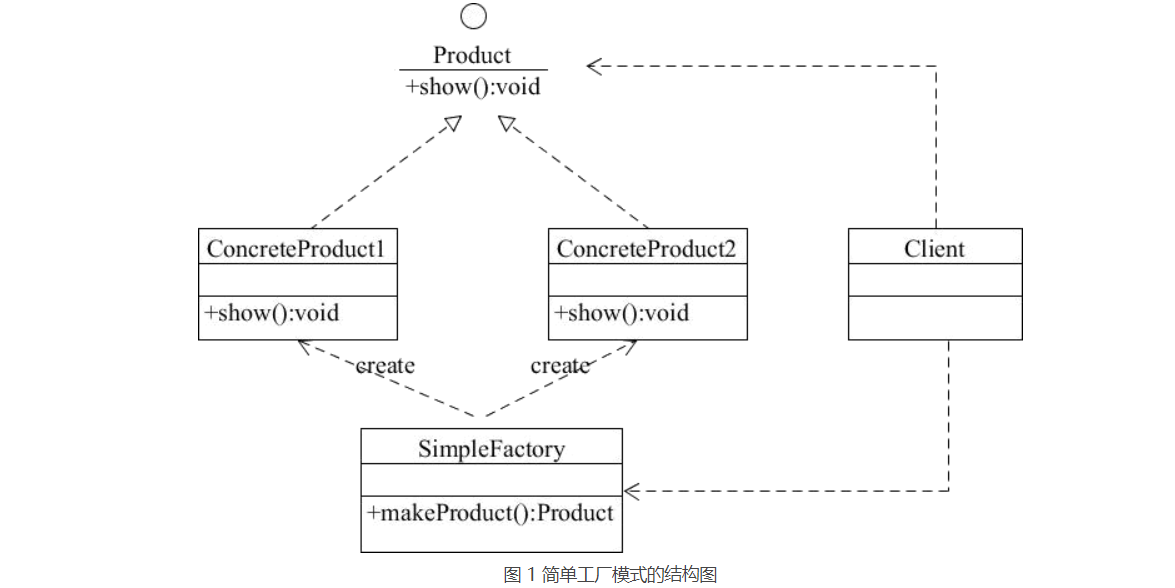 Product
+show():void
ConcreteProduct1
ConcreteProduct2
Client
+show():void
+show():void
create
create
SimpleFactory
+makeProduct():Product
图 1 简单工厂模式的结构图